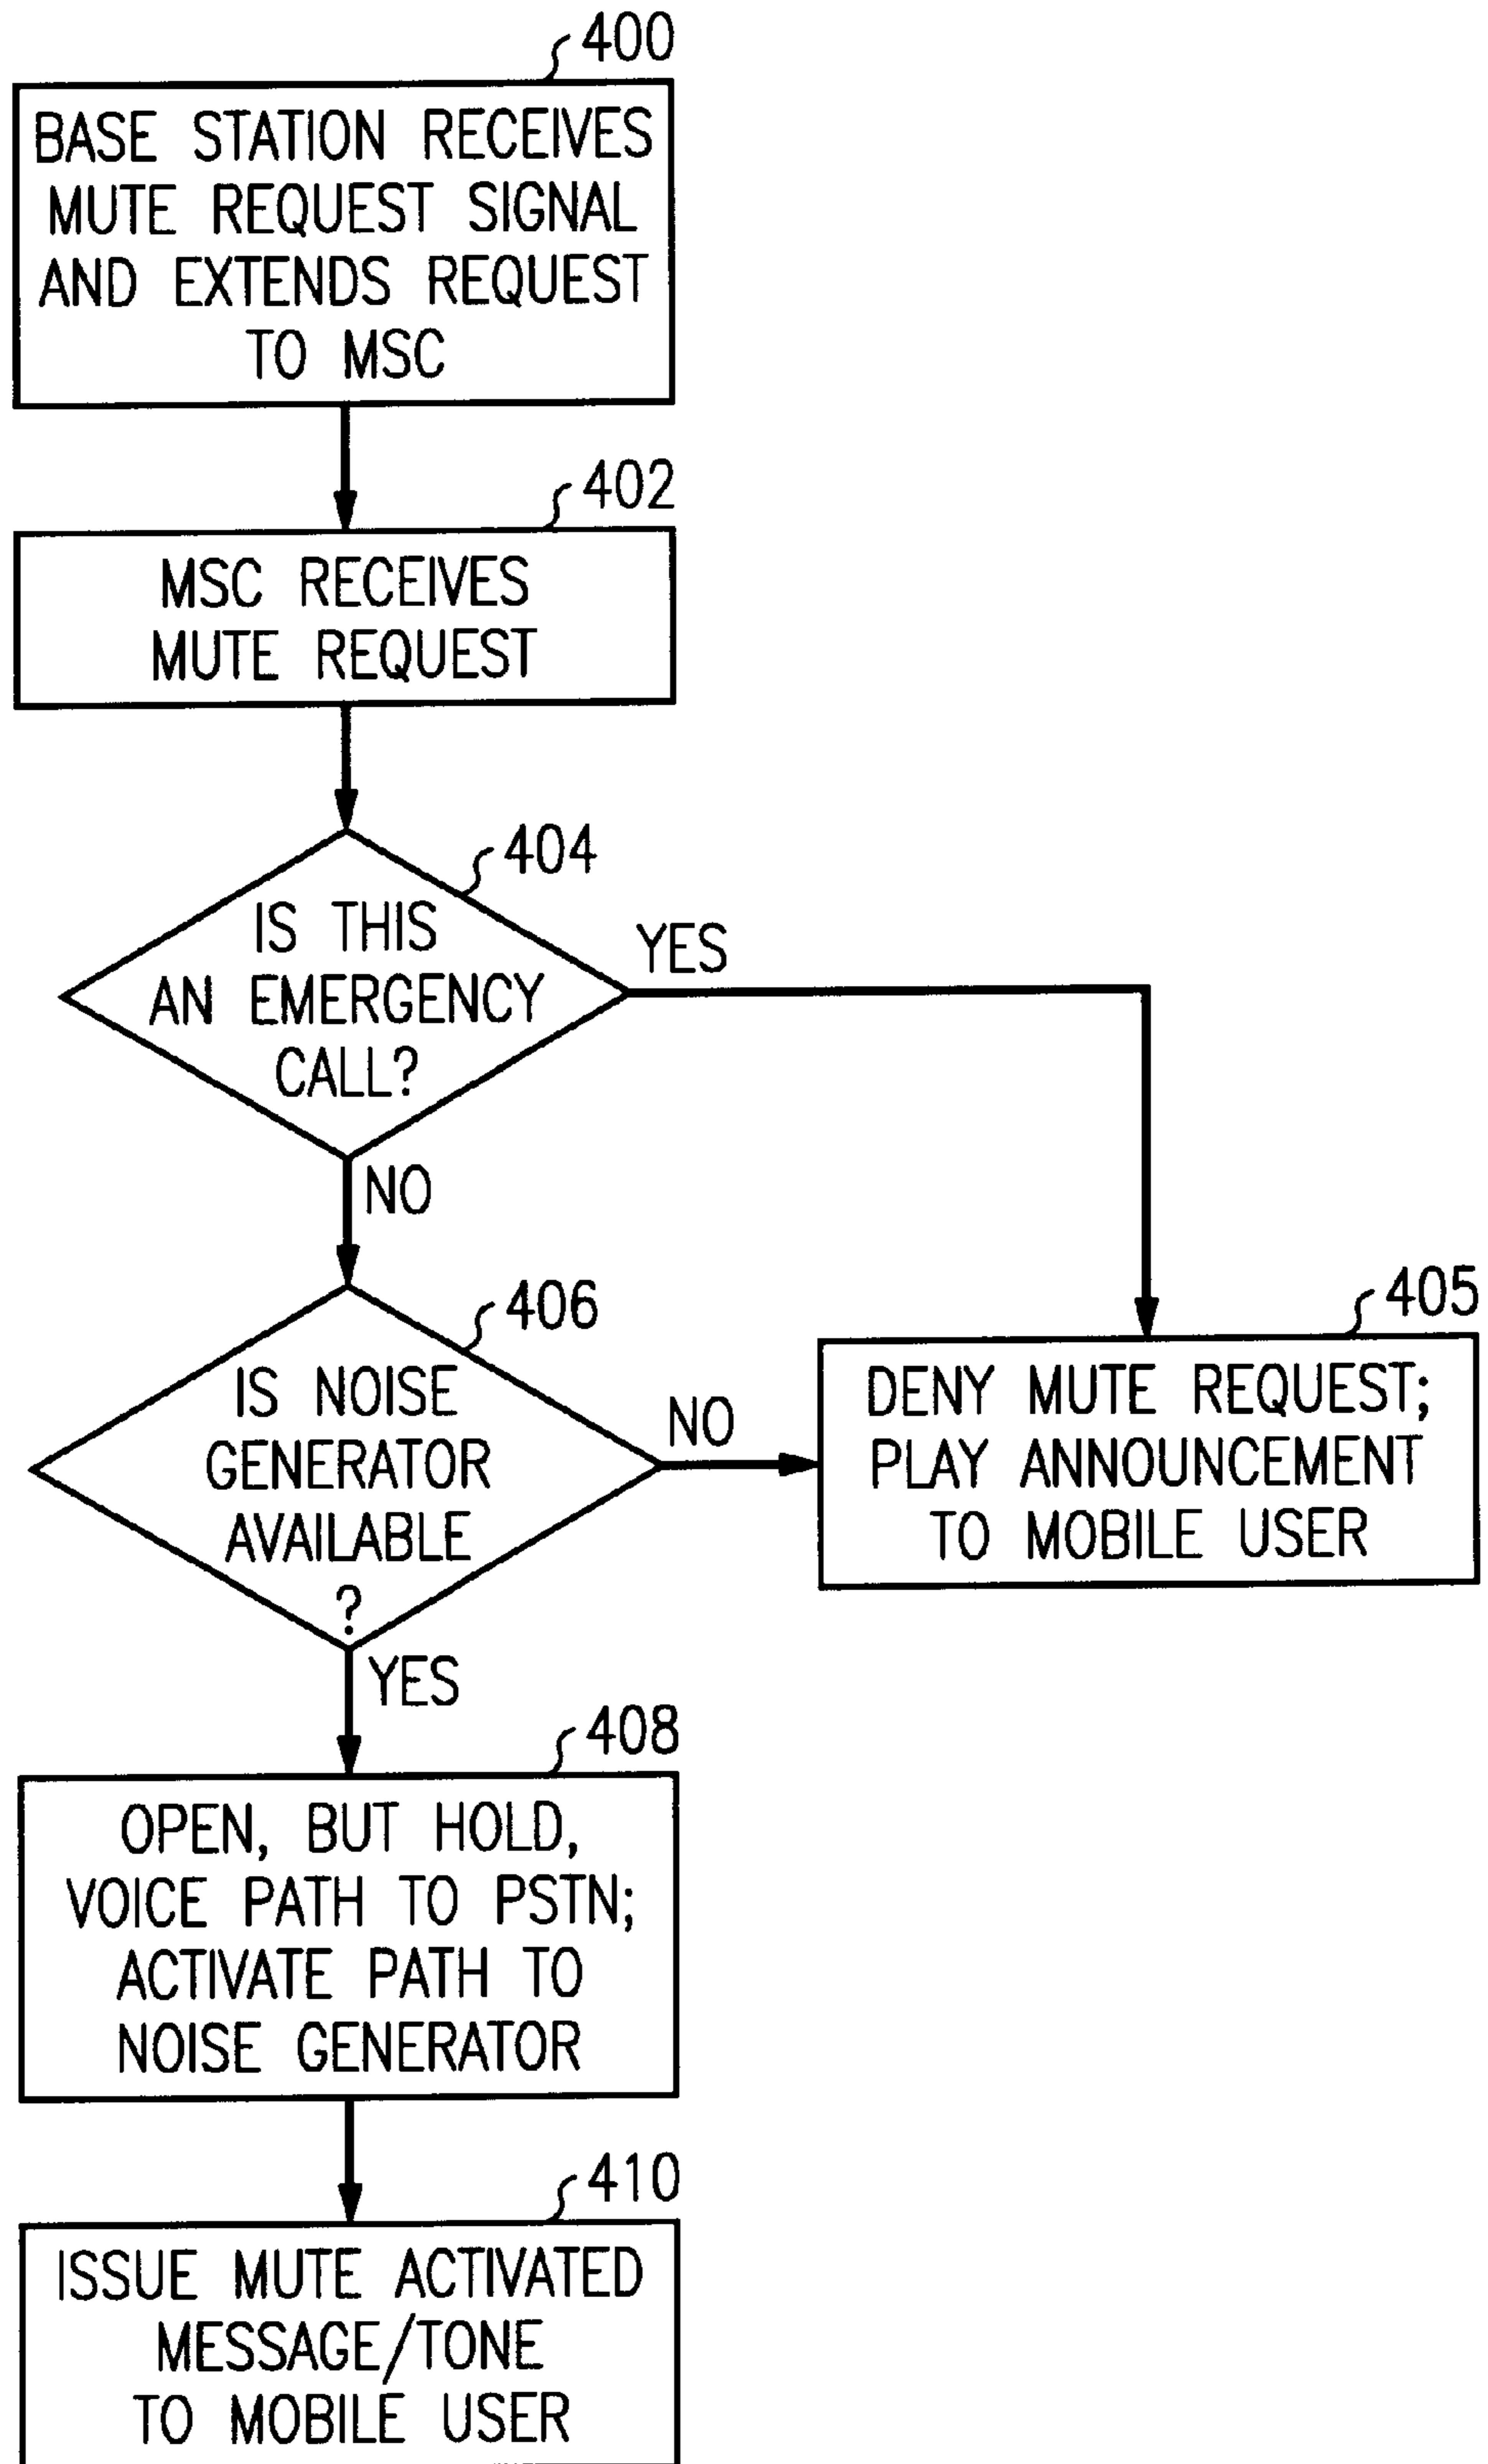 400
BASE STATION RECEIVES
MUTE REQUEST SIGNAL
AND EXTENDS REQUEST
TO MSC
402
MSC RECEIVES
MUTE REQUEST
404
IS THIS
AN EMERGENCY
CALL?
YES
NO
406
IS NOISE
GENERATOR
AVAILABLE
?
NO
405
DENY MUTE REQUEST;
PLAY ANNOUNCEMENT
TO MOBILE USER
YES
408
OPEN, BUT HOLD,
VOICE PATH TO PSTN;
ACTIVATE PATH TO
NOISE GENERATOR
410
ISSUE MUTE ACTIVATED
MESSAGE/TONE
TO MOBILE USER